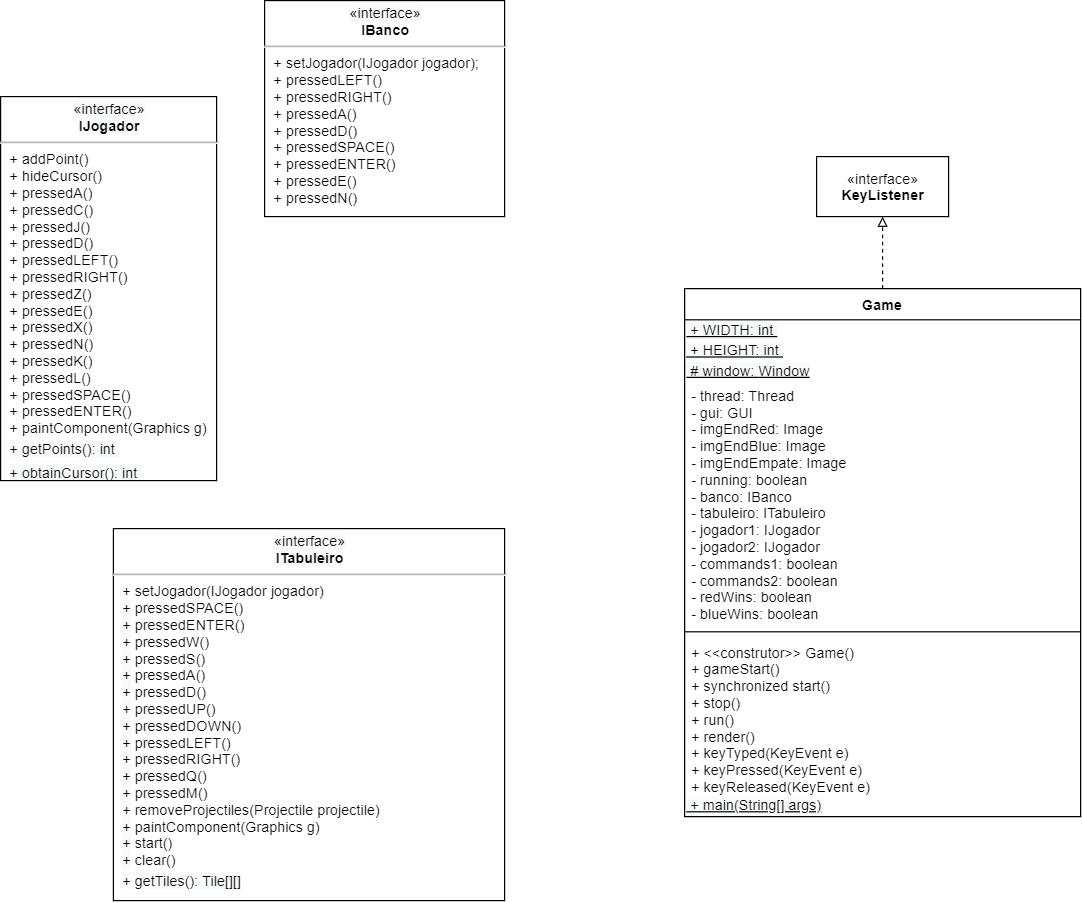 «interface»
IBanco
+ setJogador(IJogador jogador);
+ pressedLEFT()
+ pressedRIGHT()
+ pressedA()
+ pressedD()
+ pressedSPACE()
+ pressedENTER()
+ pressedE()
+ pressedN()
«interface»
IJogador
+ addPoint()
+ hideCursor()
+ pressedA()
+ pressedC()
+ pressedJ()
+ pressedD()
+ pressedLEFT()
+ pressedRIGHT()
+ pressedZ()
+ pressedE()
+ pressedX()
+ pressedN()
+ pressedK()
+ pressedL()
+ pressedSPACE()
+ pressedENTER()
+ paintComponent(Graphics g)
+ getPoints(): int
+ obtainCursor(): int
«interface»
KeyListener
Game
+ WIDTH: int
+ HEIGHT: int
# window: Window
- thread: Thread
- gui: GUI
- imgEndRed: Image
- imgEndBlue: Image
- imgEndEmpate: Image
- running: boolean
- banco: IBanco
- tabuleiro: ITabuleiro
- jogador1: IJogador
- jogador2: IJogador
- commands1: boolean
- commands2: boolean
- redWins: boolean
- blueWins: boolean
+ <<construtor>> Game()
+ gameStart()
+ synchronized start()
+ stop()
+ run()
+ render()
+ keyTyped(KeyEvent e)
+ keyPressed(KeyEvent e)
+ keyReleased(KeyEvent e)
+ main(String[] args)
«interface»
ITabuleiro
+ setJogador(IJogador jogador)
+ pressedSPACE()
+ pressedENTER()
+ pressedW()
+ pressedS()
+ pressedA()
+ pressedD()
+ pressedUP()
+ pressedDOWN()
+ pressedLEFT()
+ pressedRIGHT()
+ pressedQ()
+ pressedM()
+ removeProjectiles(Projectile projectile)
+ paintComponent(Graphics g)
+ start()
+ clear()
+ getTiles(): Tile[][]